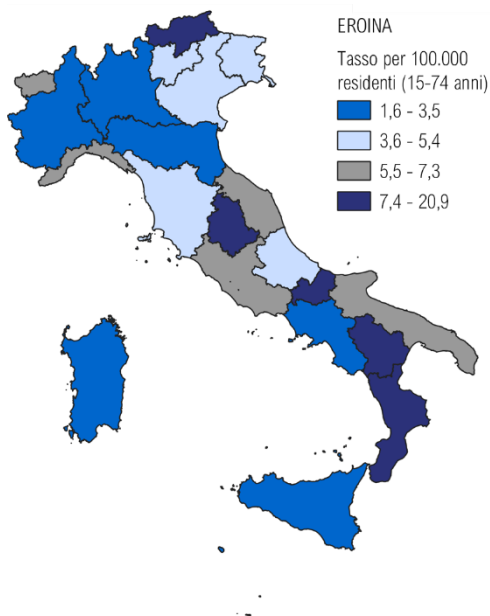 EROINA
Tasso per 100.000
residenti (15-74 anni)
1,6 - 3,5
3,6 - 5,4
5,5 - 7,3
7,4 - 20,9